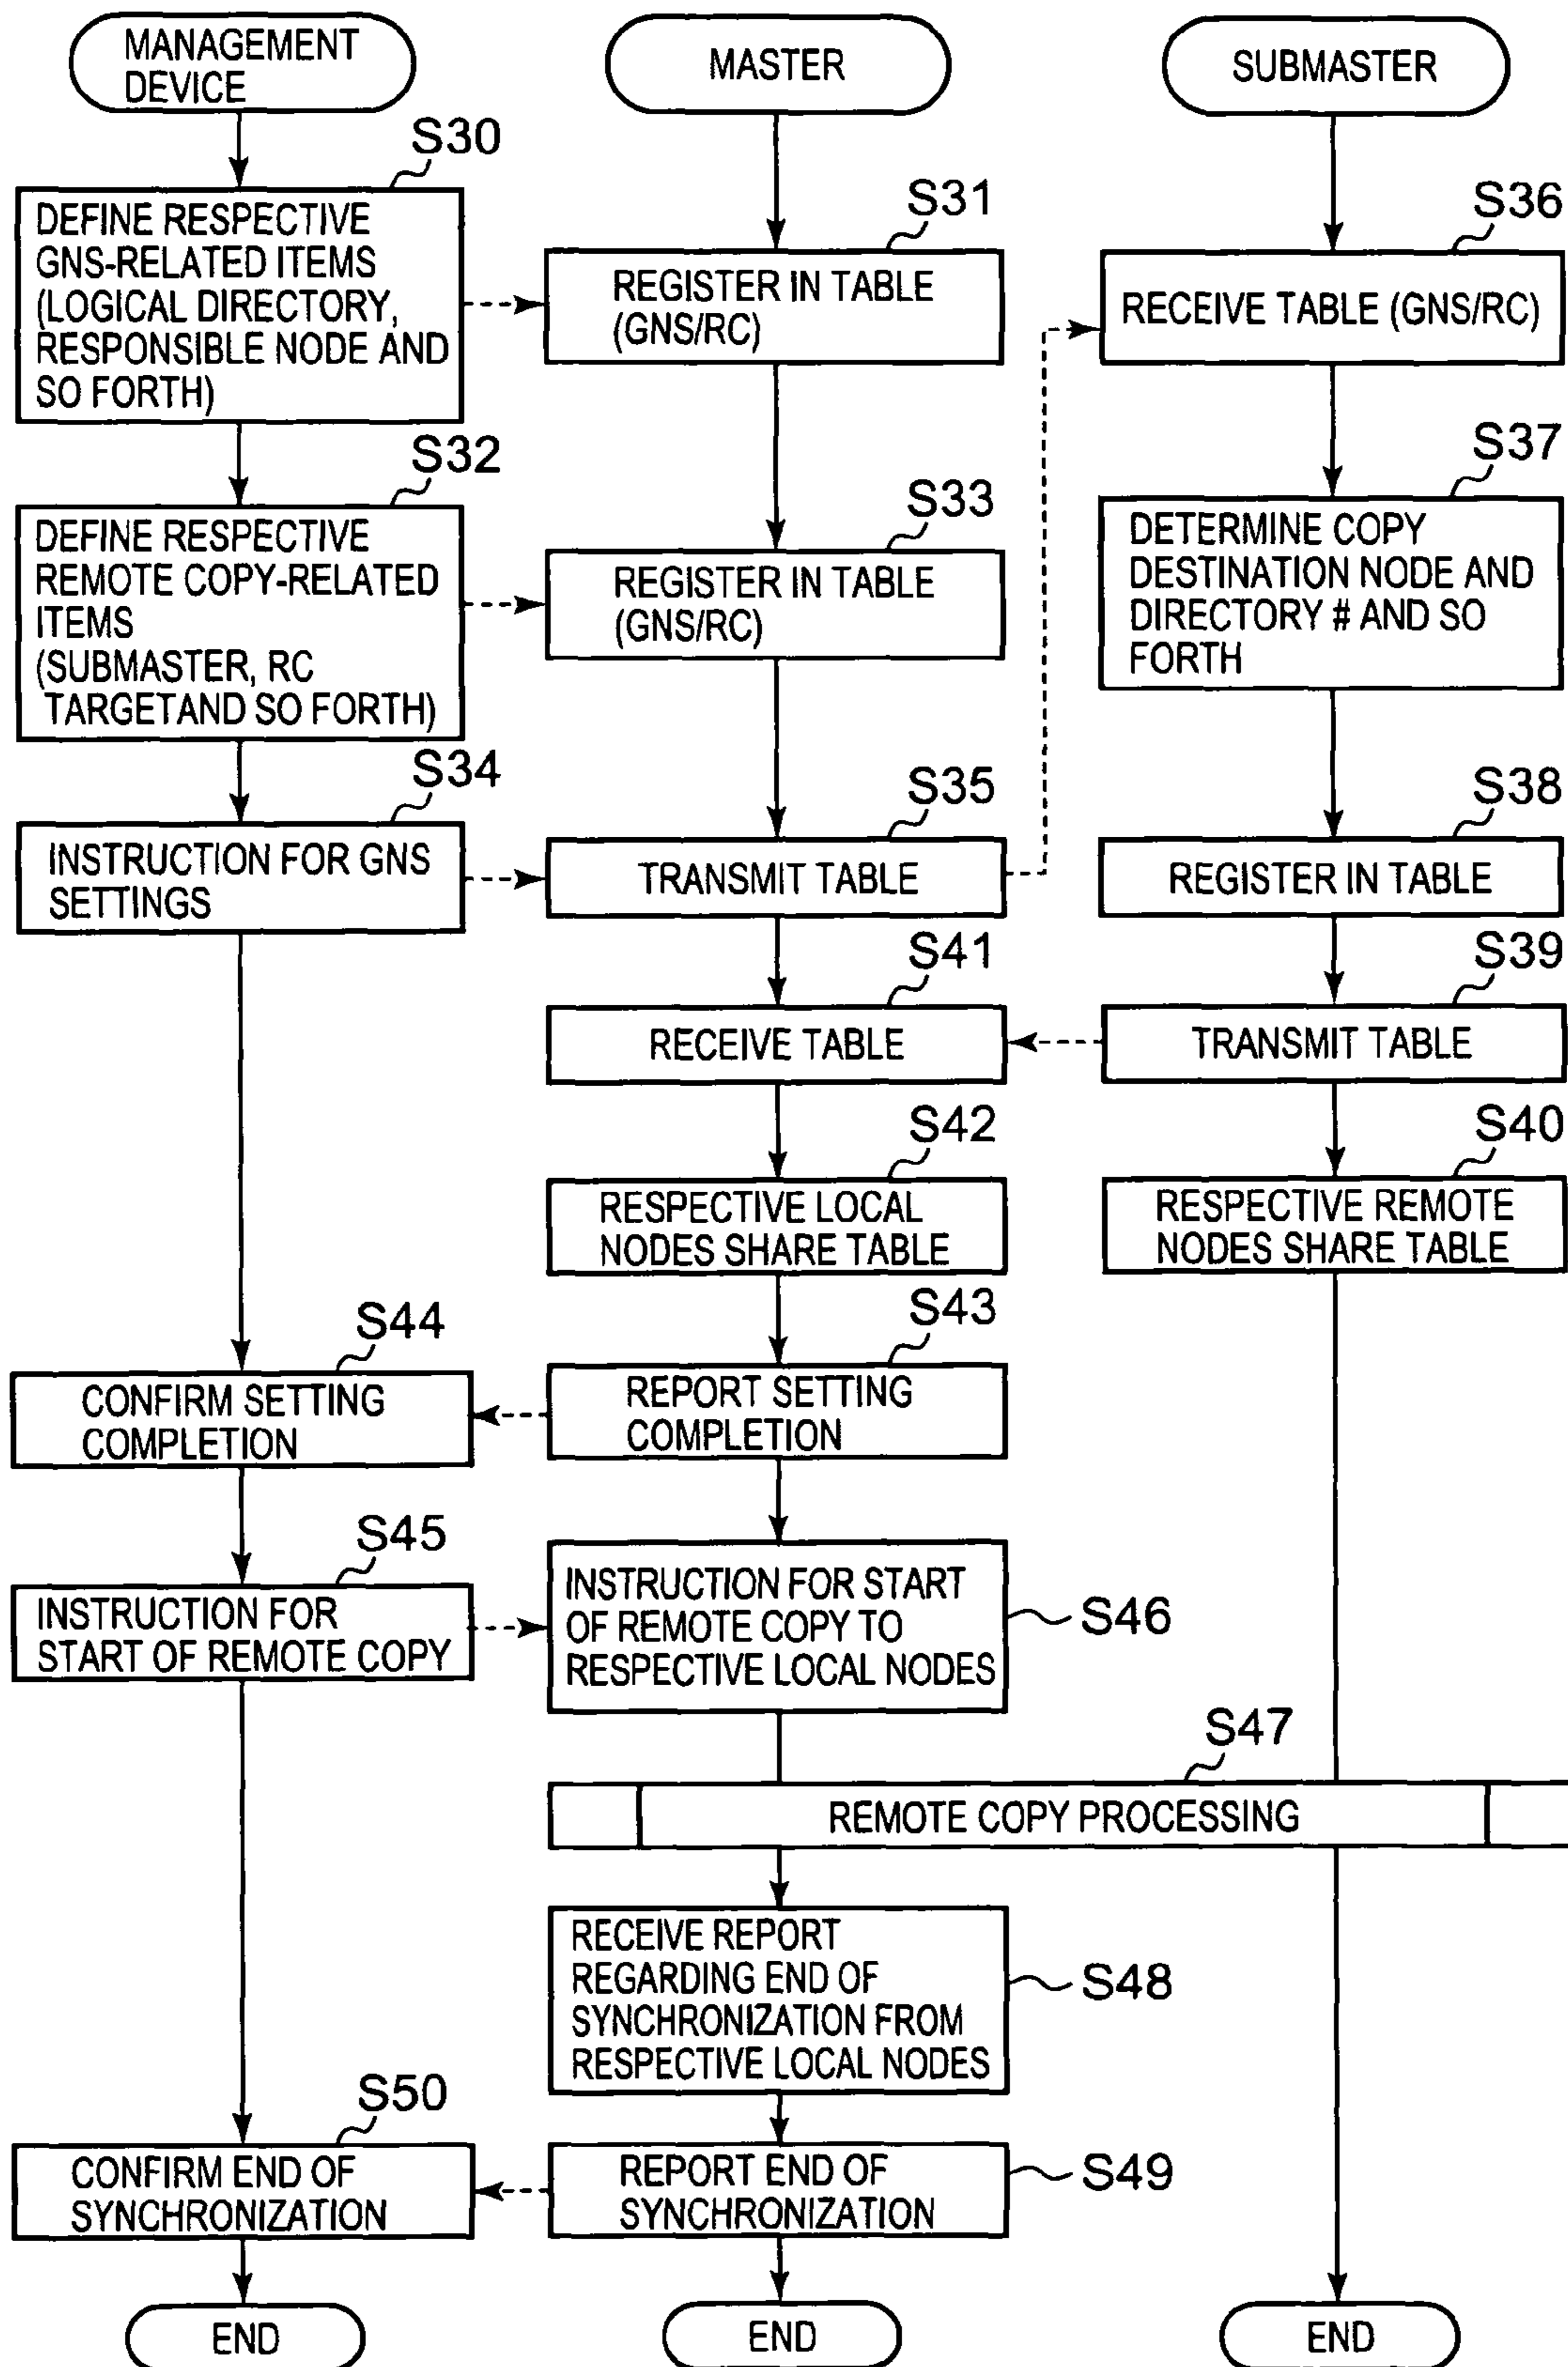 MANAGEMENT
DEVICE
MASTER
SUBMASTER
S30
DEFINE RESPECTIVE
GNS-RELATED ITEMS
(LOGICAL DIRECTORY,
RESPONSIBLE NODE AND
SO FORTH)
S31
REGISTER IN TABLE
(GNS/RC)
S36
RECEIVE TABLE (GNS/RC)
S32
DEFINE RESPECTIVE
REMOTE COPY-RELATED
ITEMS
(SUBMASTER, RC
TARGETAND SO FORTH)
S33
REGISTER IN TABLE
(GNS/RC)
S37
DETERMINE COPY
DESTINATION NODE AND
DIRECTORY # AND SO
FORTH
S34
INSTRUCTION FOR GNS
SETTINGS
S35
TRANSMIT TABLE
S38
REGISTER IN TABLE
S41
RECEIVE TABLE
S39
TRANSMIT TABLE
S42
RESPECTIVE LOCAL
NODES SHARE TABLE
S40
RESPECTIVE REMOTE
NODES SHARE TABLE
S44
CONFIRM SETTING
COMPLETION
S43
REPORT SETTING
COMPLETION
S45
INSTRUCTION FOR
START OF REMOTE COPY
INSTRUCTION FOR START
OF REMOTE COPY TO
RESPECTIVE LOCAL NODES
S46
S47
REMOTE COPY PROCESSING
RECEIVE REPORT
REGARDING END OF
SYNCHRONIZATION FROM
RESPECTIVE LOCAL NODES
S48
S50
CONFIRM END OF
SYNCHRONIZATION
REPORT END OF
SYNCHRONIZATION
S49
END
END
END